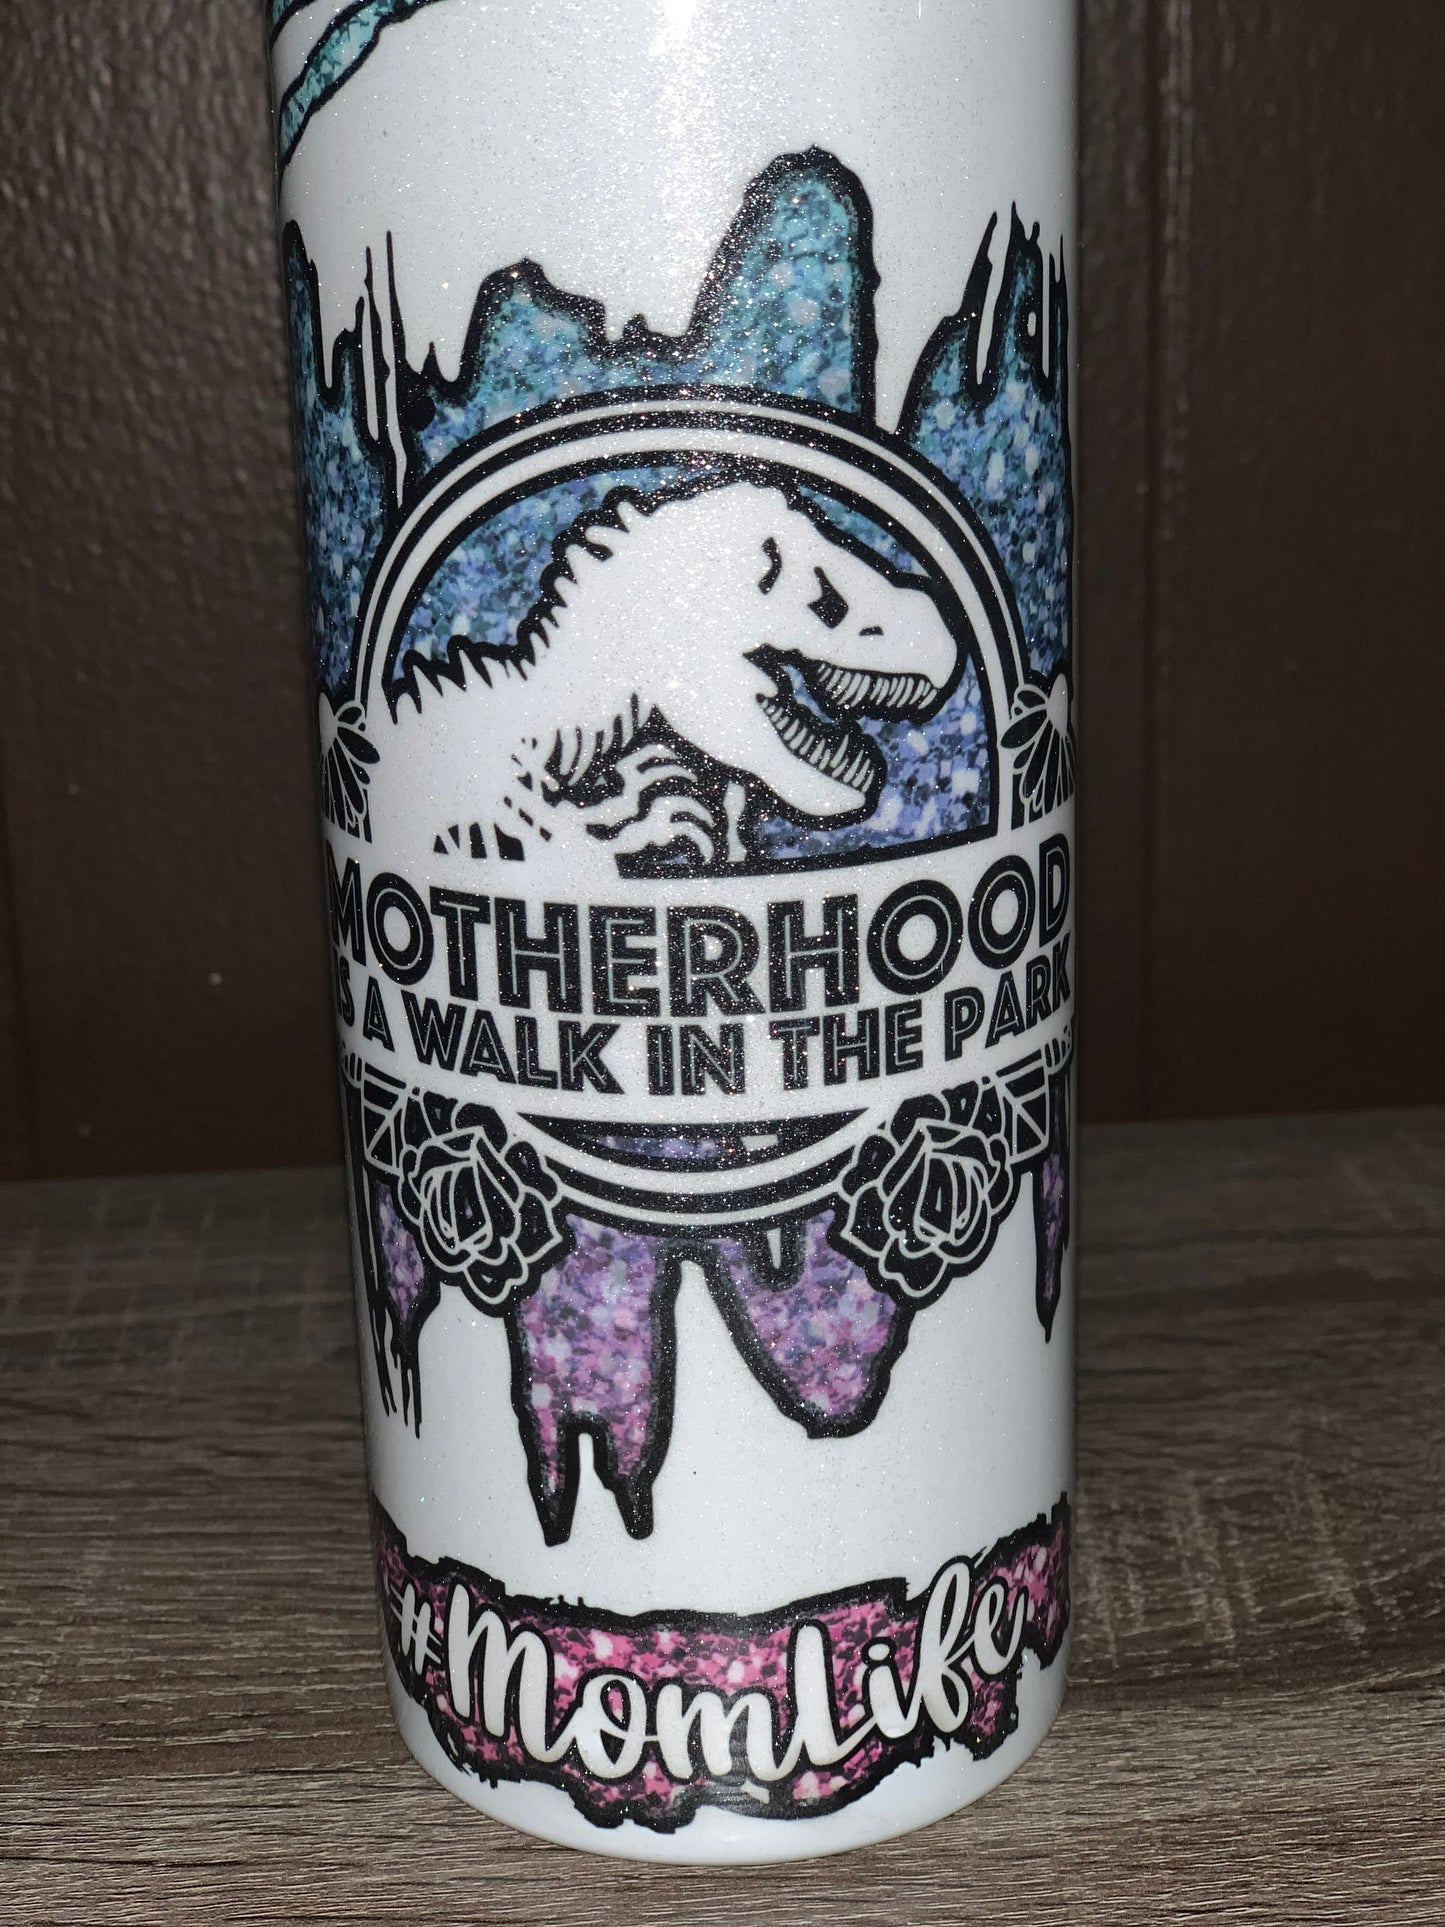 MOTHERHOOD
IS A WALK IN THE PARK
#MomLife